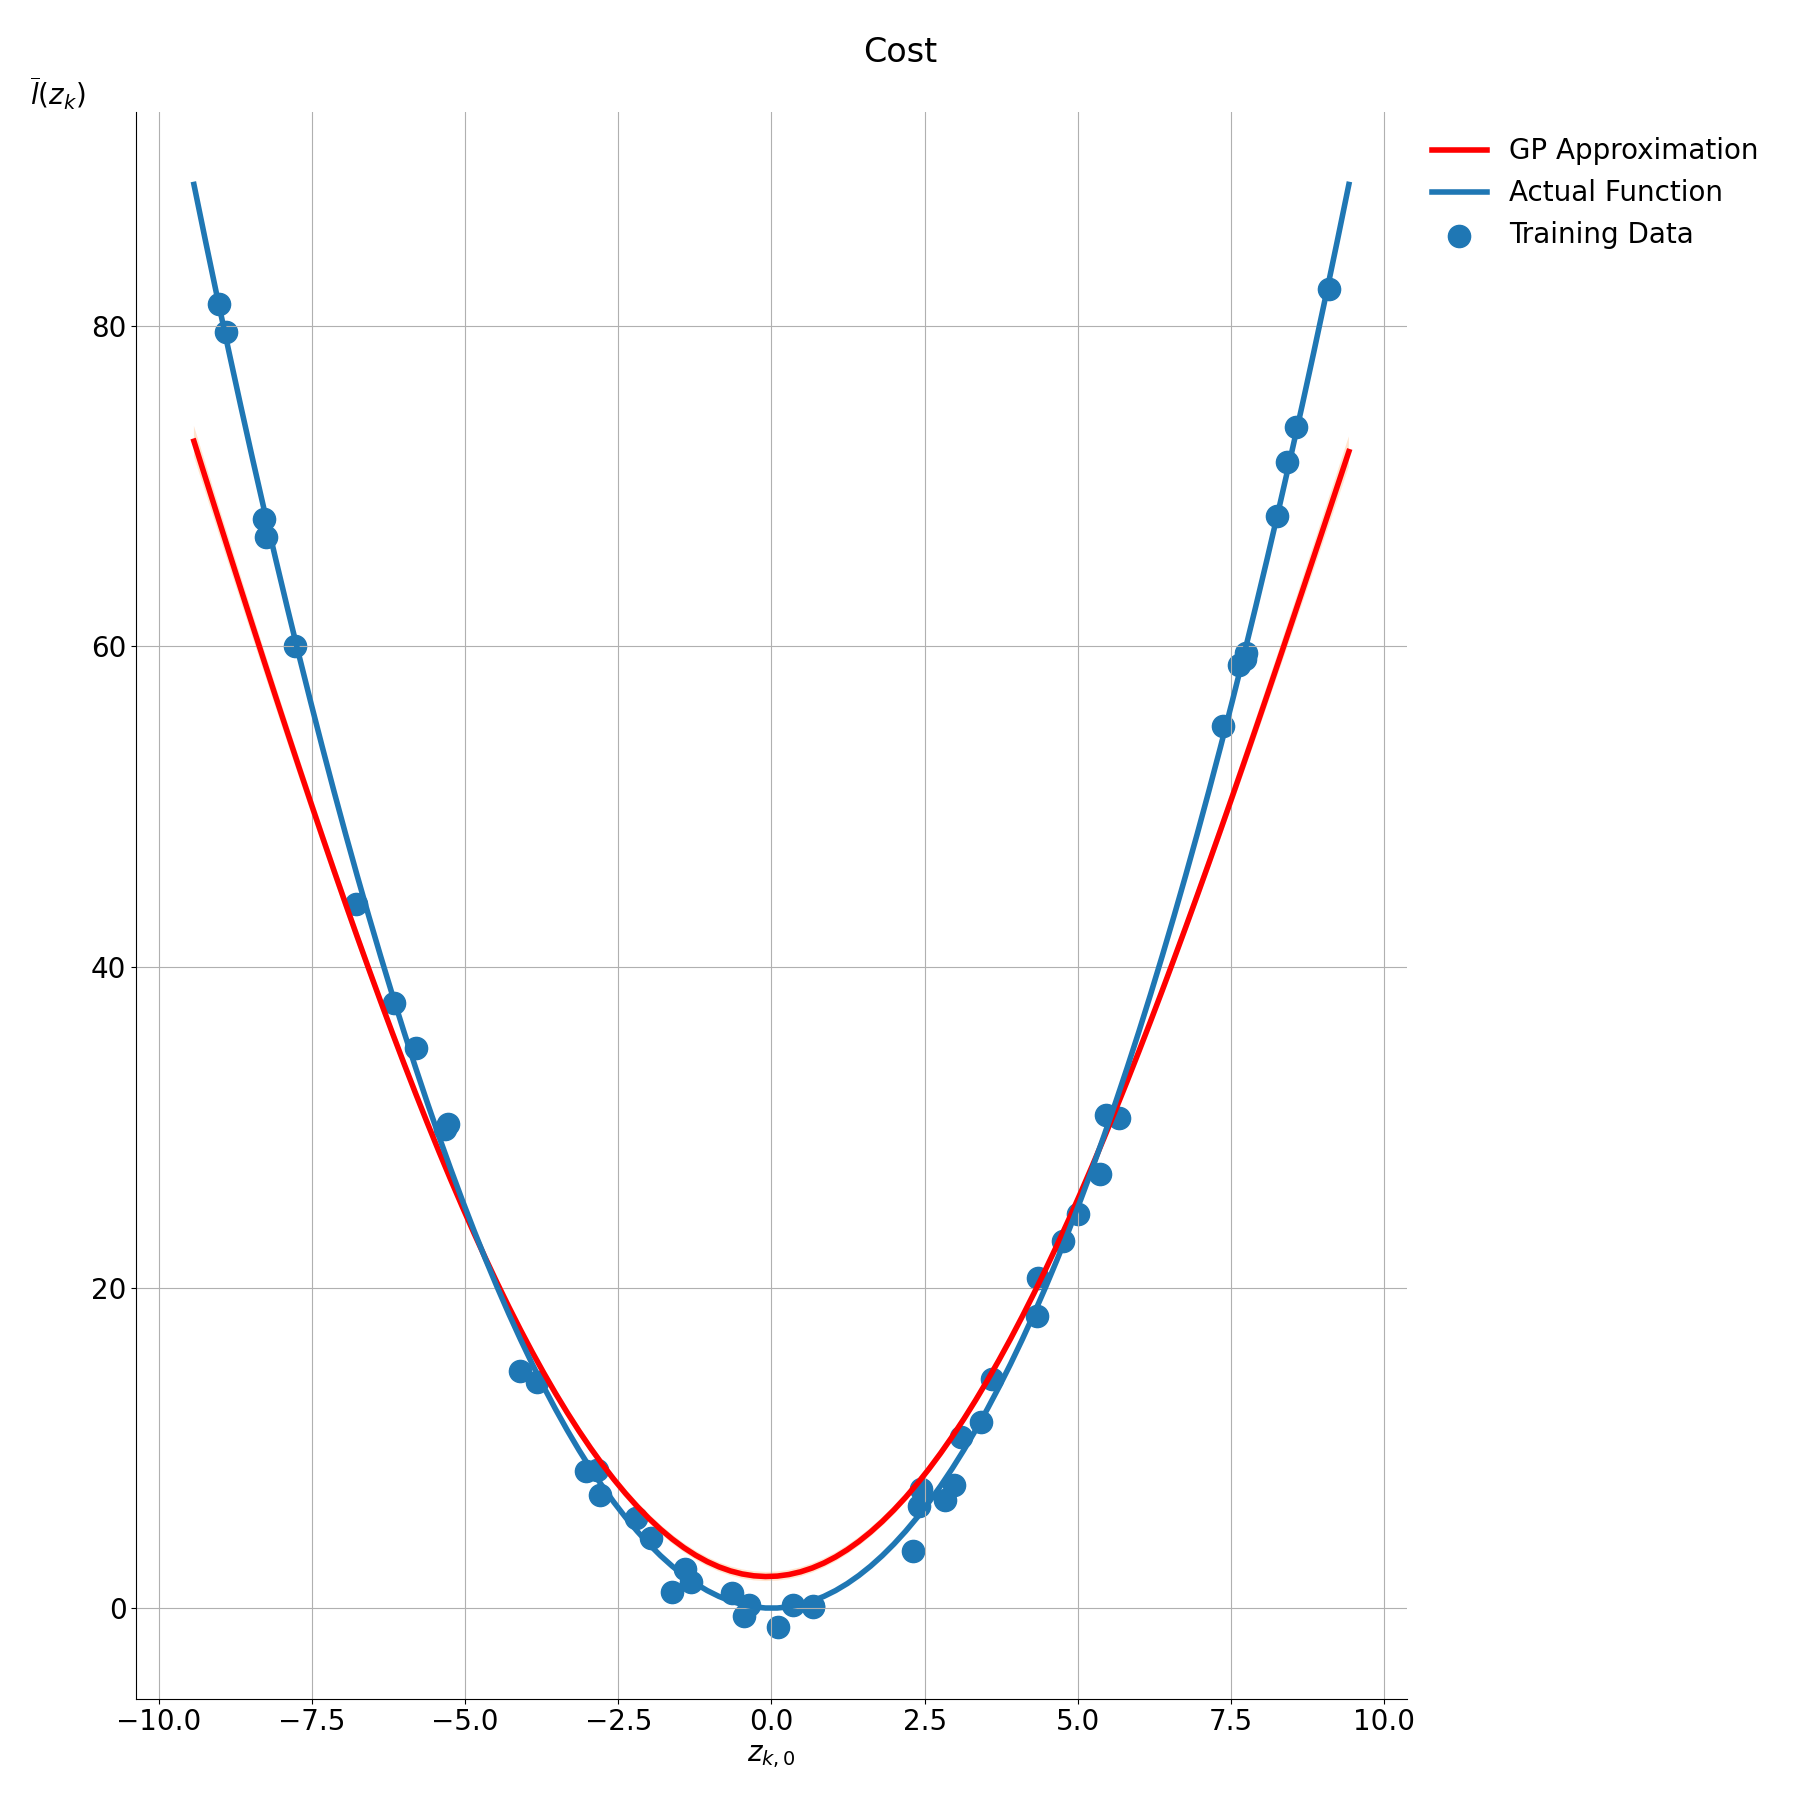 Cost
l̄(z_k)
GP Approximation
Actual Function
Training Data
80
60
40
20
0
−10.0 −7.5 −5.0 −2.5 0.0 2.5 5.0 7.5 10.0
z_{k,0}